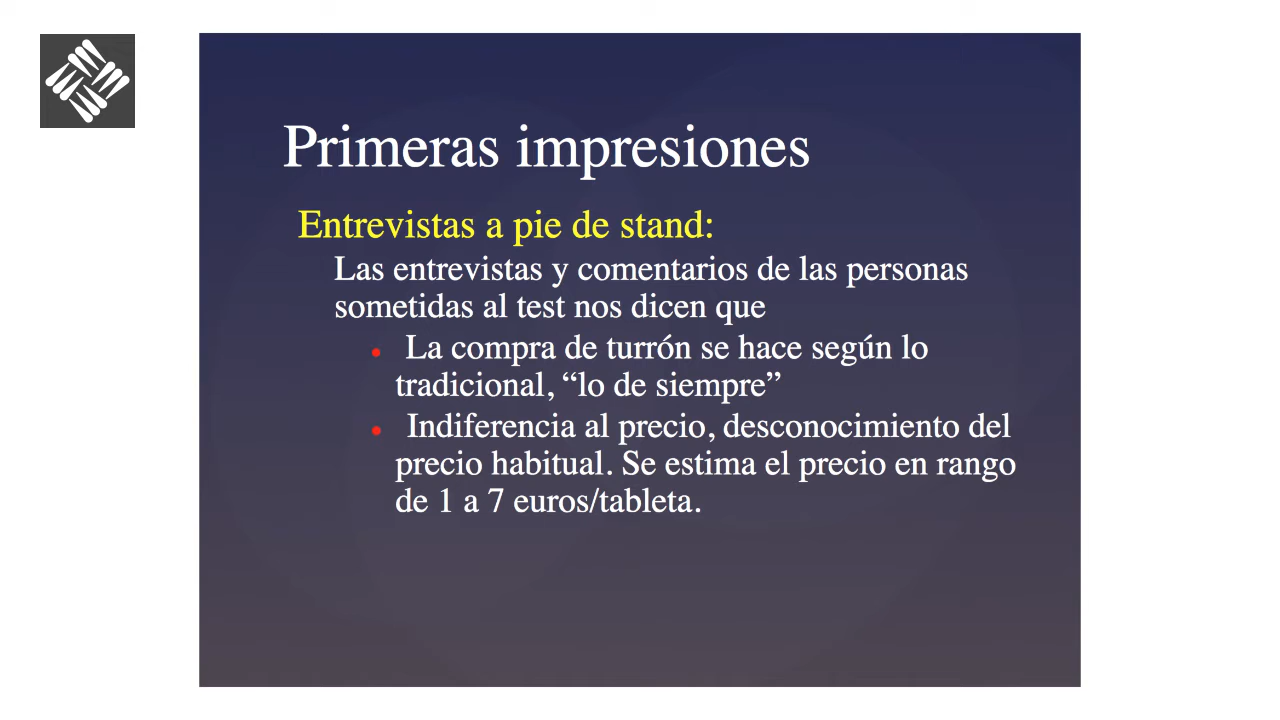 Primeras impresiones
Entrevistas a pie de stand:
Las entrevistas y comentarios de las personas
sometidas al test nos dicen que
• La compra de turrón se hace según lo
tradicional, “lo de siempre”
• Indiferencia al precio, desconocimiento del
precio habitual. Se estima el precio en rango
de 1 a 7 euros/tableta.